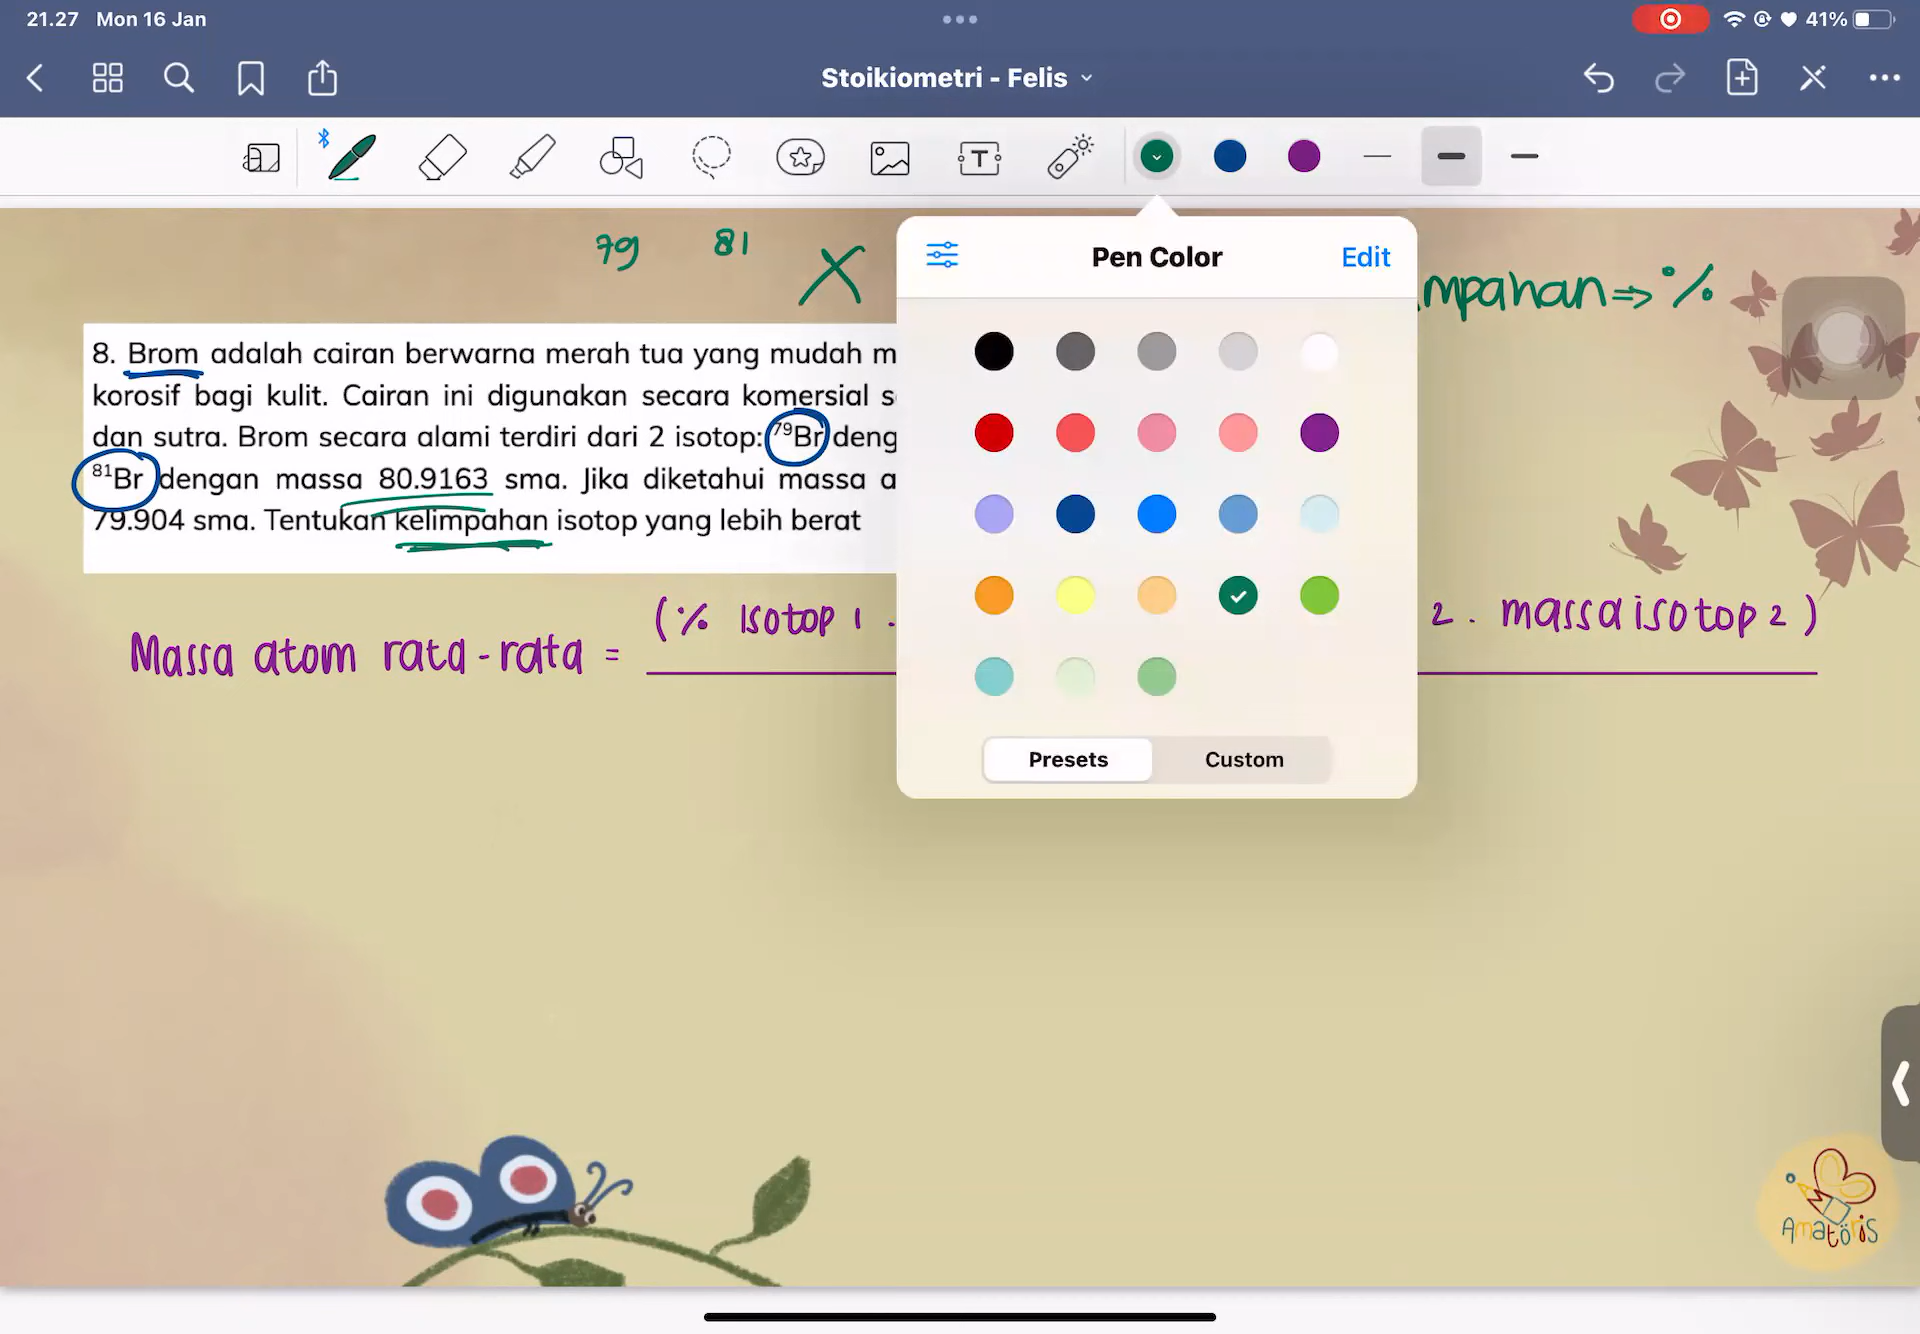 21.27 Mon 16 Jan
41%
Stoikiometri - Felis
79 81 X
mpahan => %
Pen Color
Edit
8. Brom adalah cairan berwarna merah tua yang mudah m
korosif bagi kulit. Cairan ini digunakan secara komersial s
dan sutra. Brom secara alami terdiri dari 2 isotop: ⁷⁹Br deng
⁸¹Br dengan massa 80.9163 sma. Jika diketahui massa a
79.904 sma. Tentukan kelimpahan isotop yang lebih berat
Massa atom rata-rata = (% isotop 1 . 2 . massa isotop 2)
Presets Custom
Amatöris